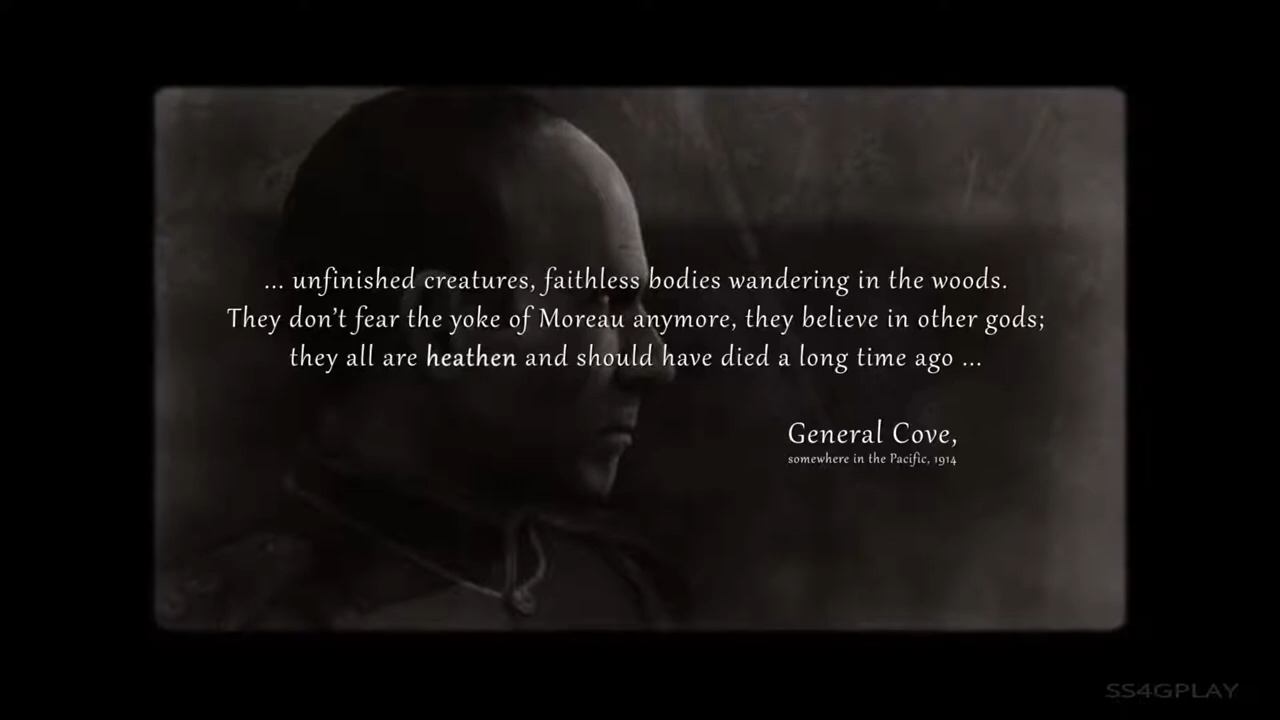 ... unfinished creatures, faithless bodies wandering in the woods.
They don't fear the yoke of Moreau anymore, they believe in other gods;
they all are heathen and should have died a long time ago ...
General Cove,
somewhere in the Pacific, 1914
SS4GPLAY